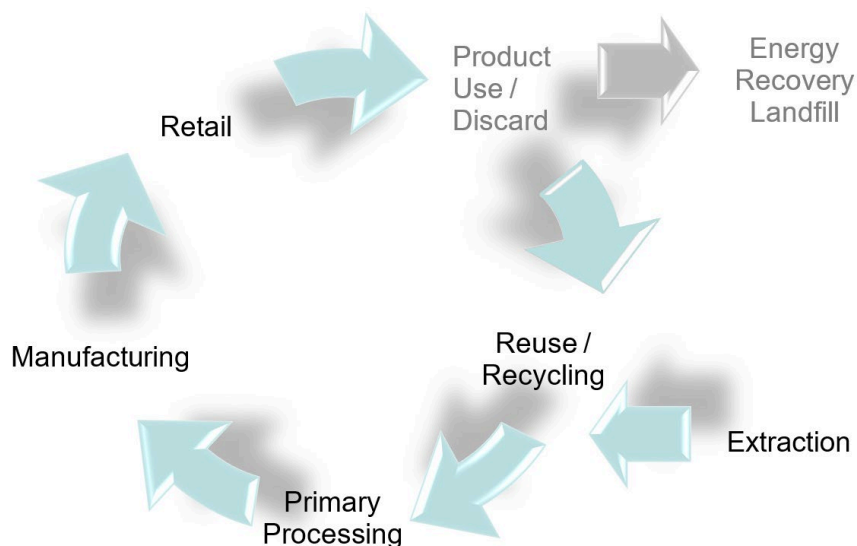 Product
Use /
Discard
Energy
Recovery
Landfill
Retail
Manufacturing
Reuse /
Recycling
Extraction
Primary
Processing